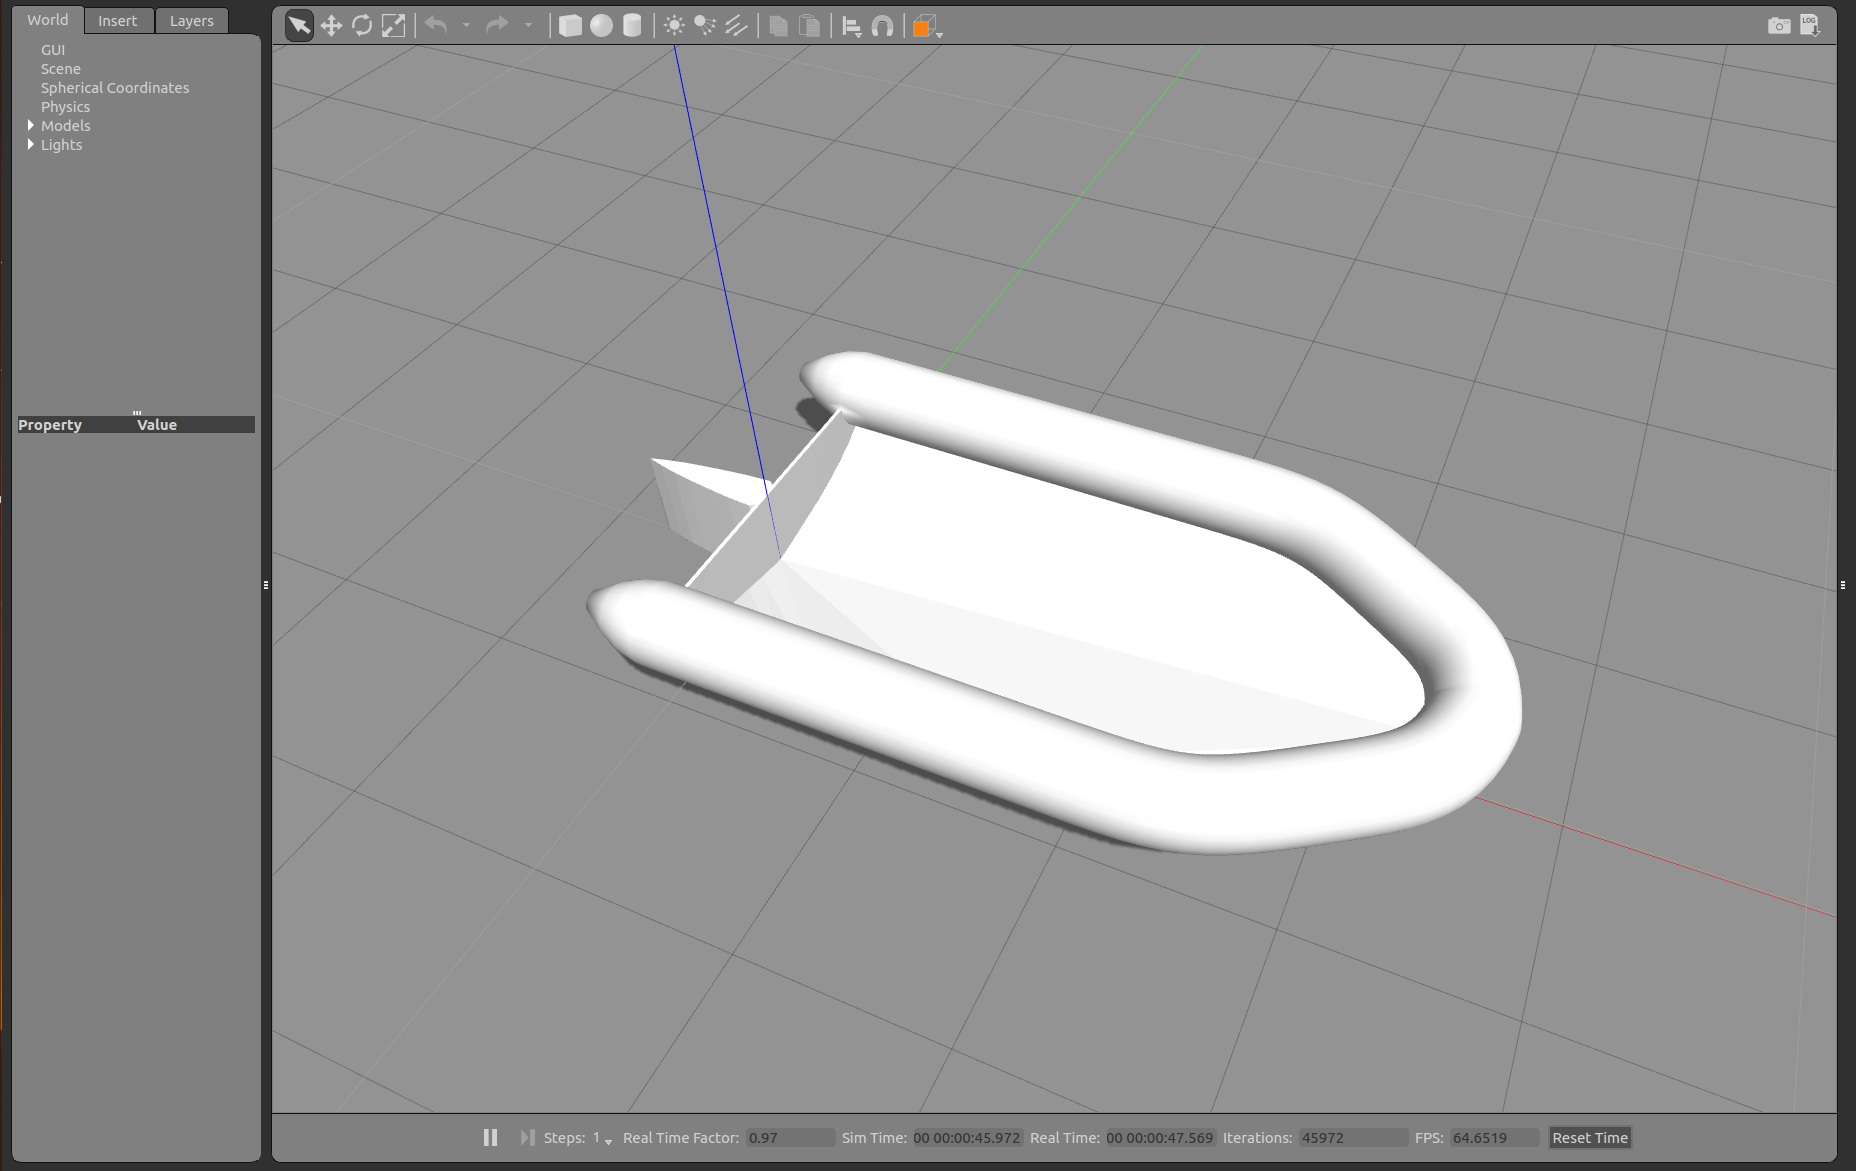 World Insert Layers
GUI
Scene
Spherical Coordinates
Physics
Models
Lights
Property Value
LOG
Steps: 1 Real Time Factor: 0.97 Sim Time: 00 00:00:45.972 Real Time: 00 00:00:47.569 Iterations: 45972 FPS: 64.6519 Reset Time